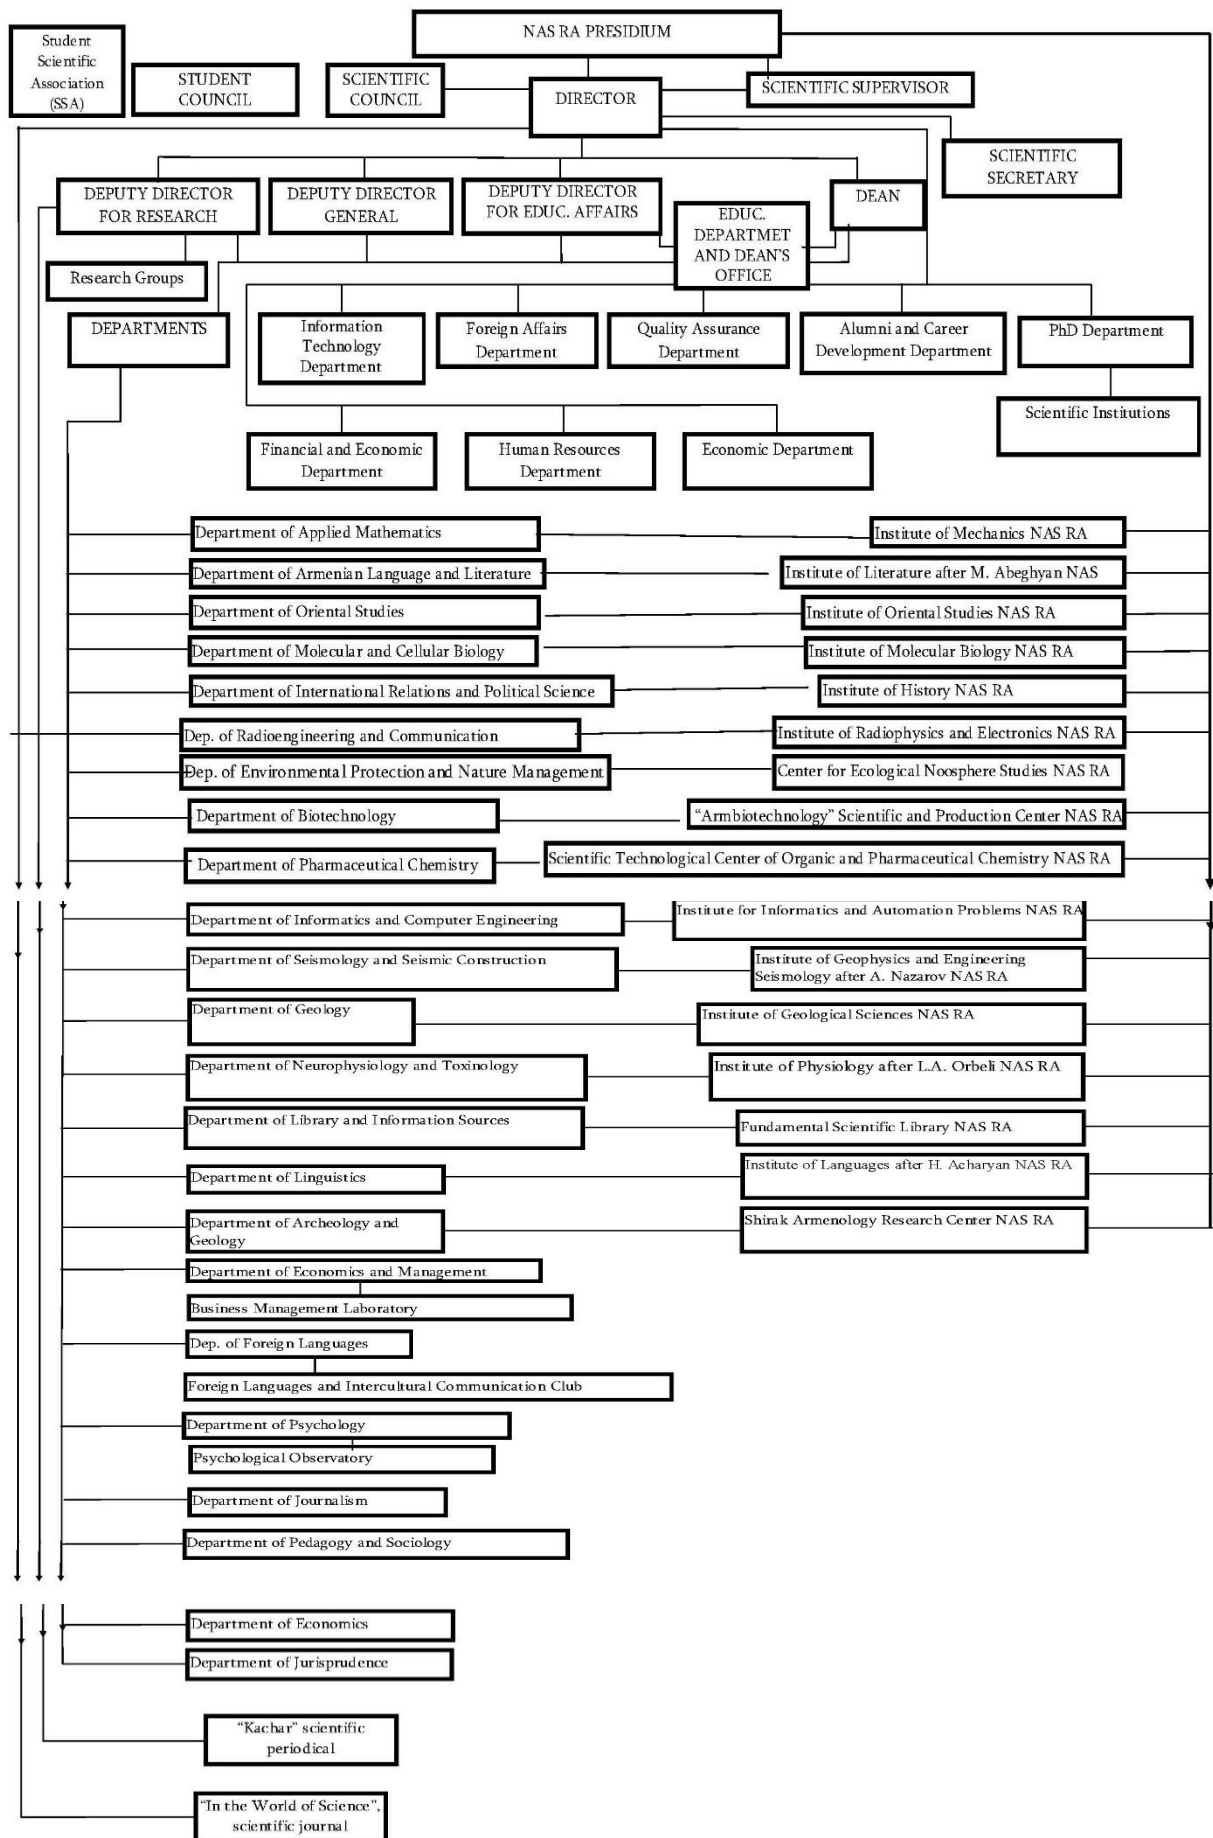 Student
Scientific
Association
(SSA)
STUDENT
COUNCIL
SCIENTIFIC
COUNCIL
NAS RA PRESIDIUM
DIRECTOR
SCIENTIFIC SUPERVISOR
SCIENTIFIC
SECRETARY
DEPUTY DIRECTOR
FOR RESEARCH
DEPUTY DIRECTOR
GENERAL
DEPUTY DIRECTOR
FOR EDUC. AFFAIRS
DEAN
EDUC.
DEPARTMET
AND DEAN'S
OFFICE
Research Groups
DEPARTMENTS
Information
Technology
Department
Foreign Affairs
Department
Quality Assurance
Department
Alumni and Career
Development Department
PhD Department
Scientific Institutions
Financial and Economic
Department
Human Resources
Department
Economic Department
Department of Applied Mathematics
Institute of Mechanics NAS RA
Department of Armenian Language and Literature
Institute of Literature after M. Abeghyan NAS
Department of Oriental Studies
Institute of Oriental Studies NAS RA
Department of Molecular and Cellular Biology
Institute of Molecular Biology NAS RA
Department of International Relations and Political Science
Institute of History NAS RA
Dep. of Radioengineering and Communication
Institute of Radiophysics and Electronics NAS RA
Dep. of Environmental Protection and Nature Management
Center for Ecological Noosphere Studies NAS RA
Department of Biotechnology
"Armbiotechnology" Scientific and Production Center NAS RA
Department of Pharmaceutical Chemistry
Scientific Technological Center of Organic and Pharmaceutical Chemistry NAS RA
Department of Informatics and Computer Engineering
Institute for Informatics and Automation Problems NAS RA
Department of Seismology and Seismic Construction
Institute of Geophysics and Engineering
Seismology after A. Nazarov NAS RA
Department of Geology
Institute of Geological Sciences NAS RA
Department of Neurophysiology and Toxinology
Institute of Physiology after L.A. Orbeli NAS RA
Department of Library and Information Sources
Fundamental Scientific Library NAS RA
Department of Linguistics
Institute of Languages after H. Acharyan NAS RA
Department of Archeology and
Geology
Shirak Armenology Research Center NAS RA
Department of Economics and Management
Business Management Laboratory
Dep. of Foreign Languages
Foreign Languages and Intercultural Communication Club
Department of Psychology
Psychological Observatory
Department of Journalism
Department of Pedagogy and Sociology
Department of Economics
Department of Jurisprudence
"Kachar" scientific
periodical
"In the World of Science",
scientific journal